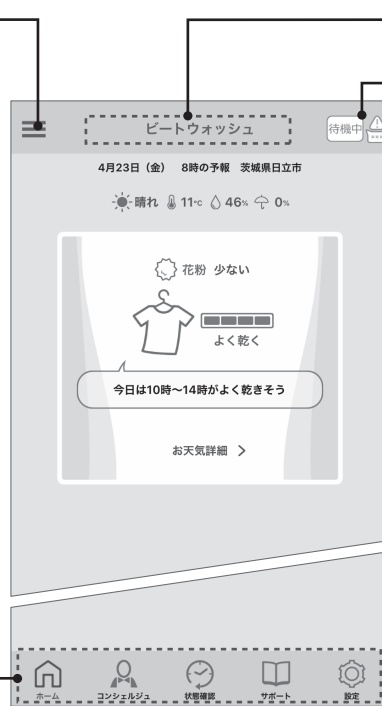 ビートウォッシュ
待機中
4月23日（金） 8時の予報 茨城県日立市
晴れ 11℃ 46% 0%
花粉 少ない
よく乾く
今日は10時～14時がよく乾きそう
お天気詳細 >
ホーム コンシェルジュ 状態確認 サポート 設定